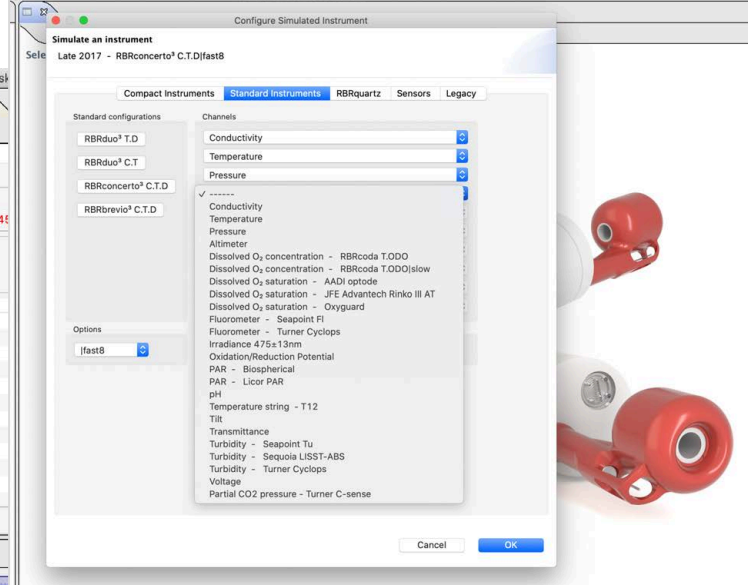 Configure Simulated Instrument
Simulate an instrument
Late 2017 - RBRconcerto³ C.T.D|fast8
Sele
Compact Instruments Standard Instruments RBRquartz Sensors Legacy
Standard configurations
Channels
RBRduo³ T.D
RBRduo³ C.T
RBRconcerto³ C.T.D
RBRbrevio³ C.T.D
Conductivity
Temperature
Pressure
✓ ------
Conductivity
Temperature
Pressure
Altimeter
Dissolved O₂ concentration - RBRcoda T.ODO
Dissolved O₂ concentration - RBRcoda T.ODO|slow
Dissolved O₂ saturation - AADI optode
Dissolved O₂ saturation - JFE Advantech Rinko III AT
Dissolved O₂ saturation - Oxyguard
Fluorometer - Seapoint Fl
Fluorometer - Turner Cyclops
Irradiance 475±13nm
Oxidation/Reduction Potential
PAR - Biospherical
PAR - Licor PAR
pH
Temperature string - T12
Tilt
Transmittance
Turbidity - Seapoint Tu
Turbidity - Sequoia LISST-ABS
Turbidity - Turner Cyclops
Voltage
Partial CO2 pressure - Turner C-sense
Options
|fast8
Cancel
OK